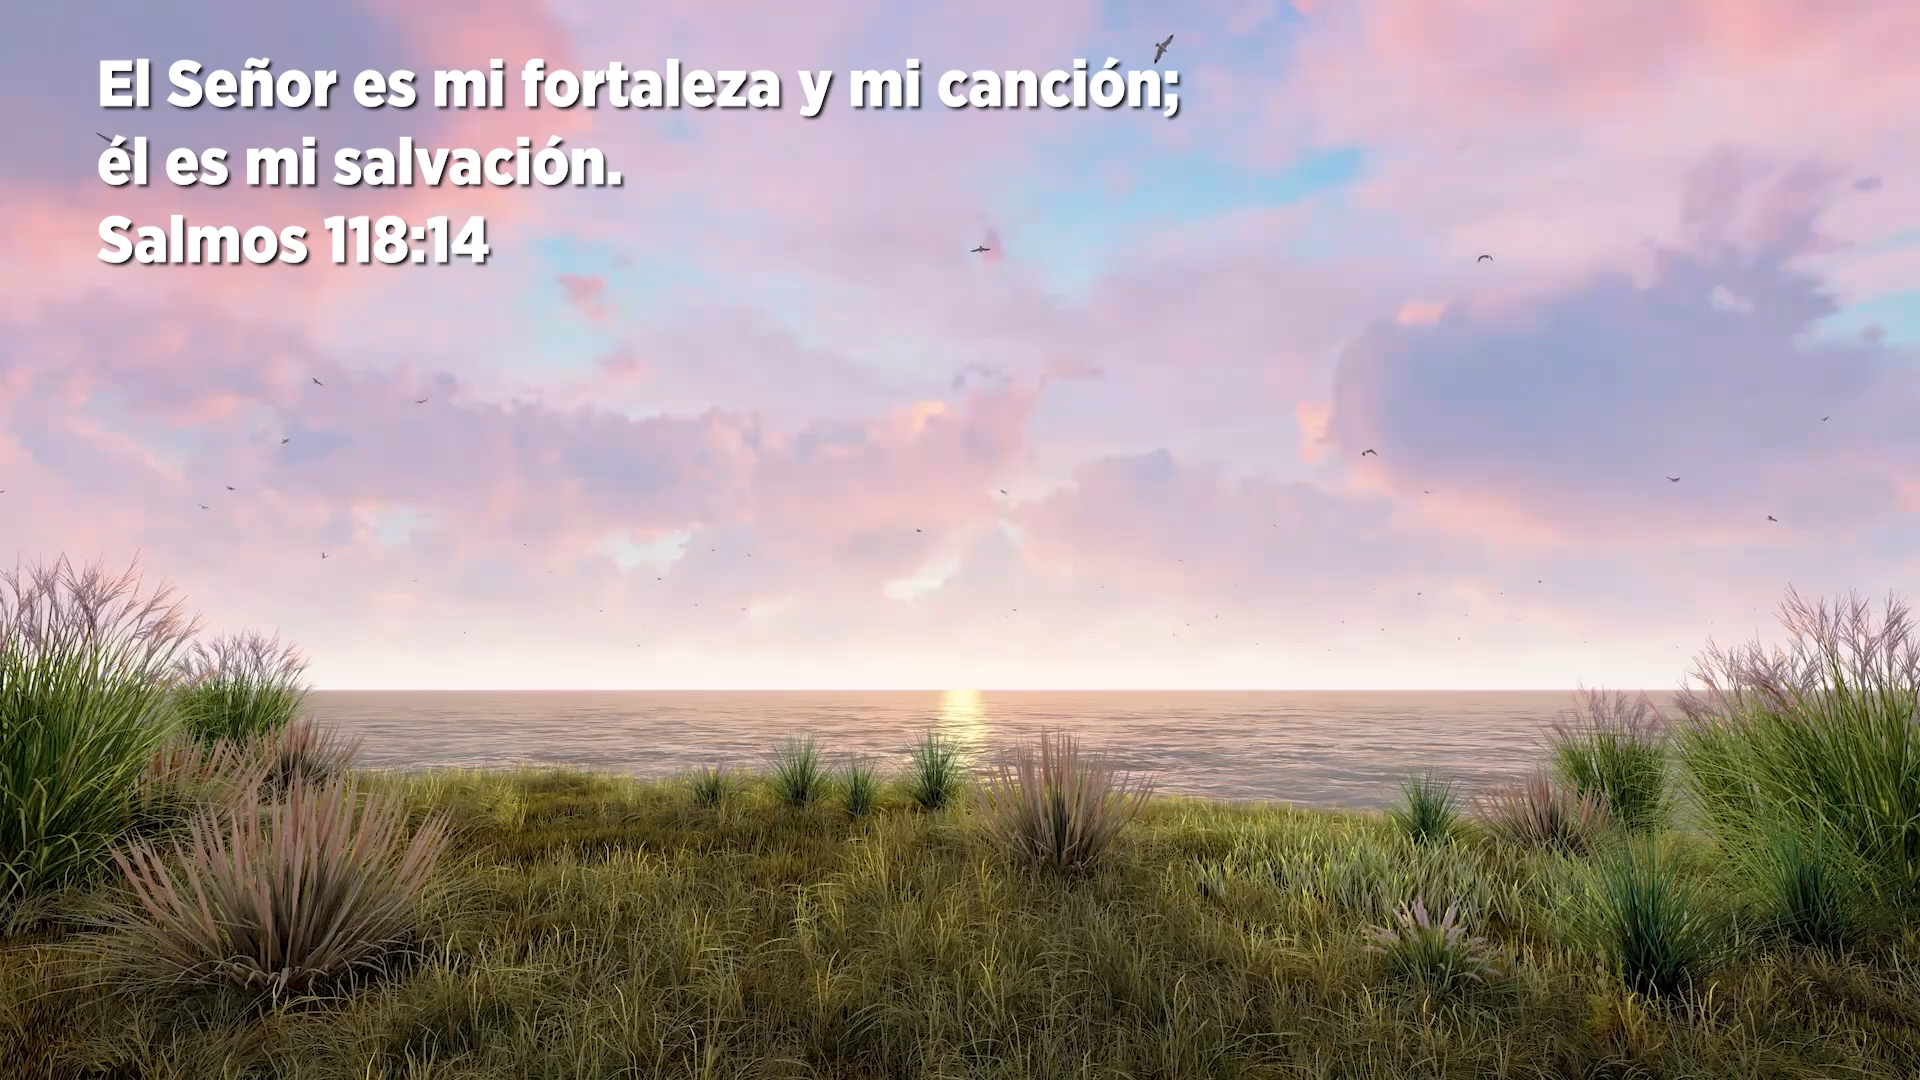 El Señor es mi fortaleza y mi canción;
él es mi salvación.
Salmos 118:14